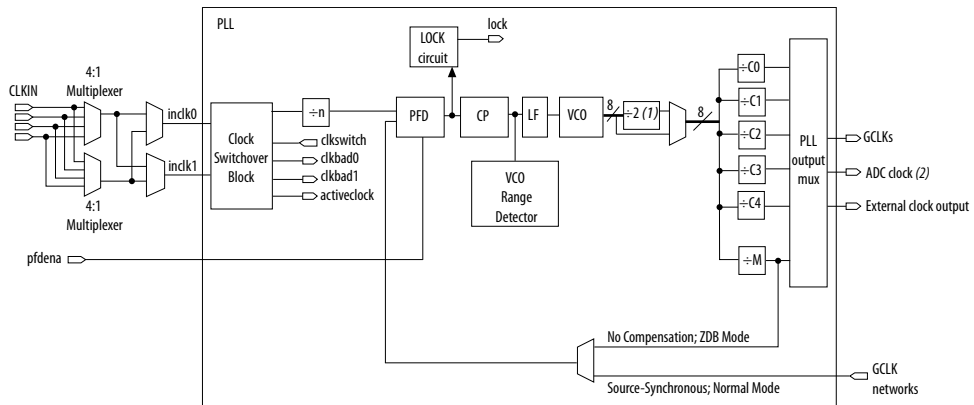 PLL
LOCK
circuit
lock
4:1
Multiplexer
CLKIN
inclk0
inclk1
4:1
Multiplexer
Clock
Switchover
Block
÷n
clkswitch
clkbad0
clkbad1
activeclock
pfdena
PFD
CP
LF
VCO
8
÷2 (1)
8
VCO
Range
Detector
÷C0
÷C1
÷C2
÷C3
÷C4
÷M
PLL
output
mux
GCLKs
ADC clock (2)
External clock output
No Compensation; ZDB Mode
Source-Synchronous; Normal Mode
GCLK
networks